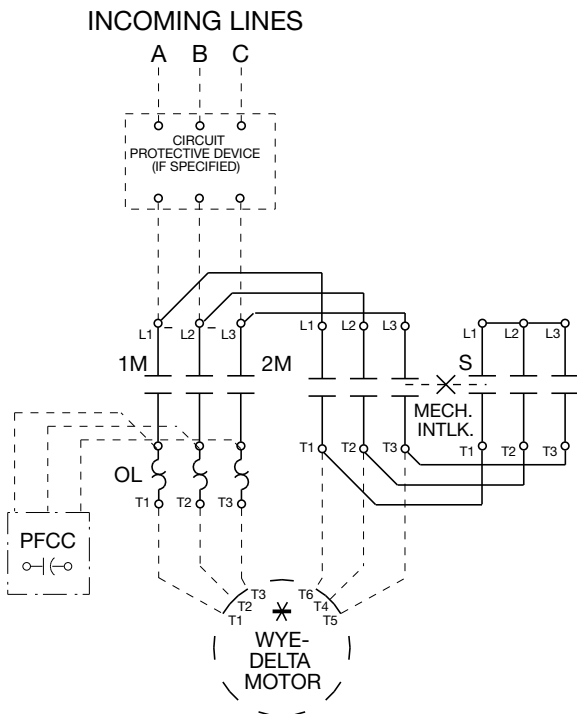 INCOMING LINES
A B C
CIRCUIT
PROTECTIVE DEVICE
(IF SPECIFIED)
L1 L2 L3 L1 L2 L3 L1 L2 L3
1M 2M S
MECH.
INTLK.
T1 T2 T3 T1 T2 T3
OL
T1 T2 T3
PFCC
T3 T6
T2 T4
T1 T5
WYE-
DELTA
MOTOR